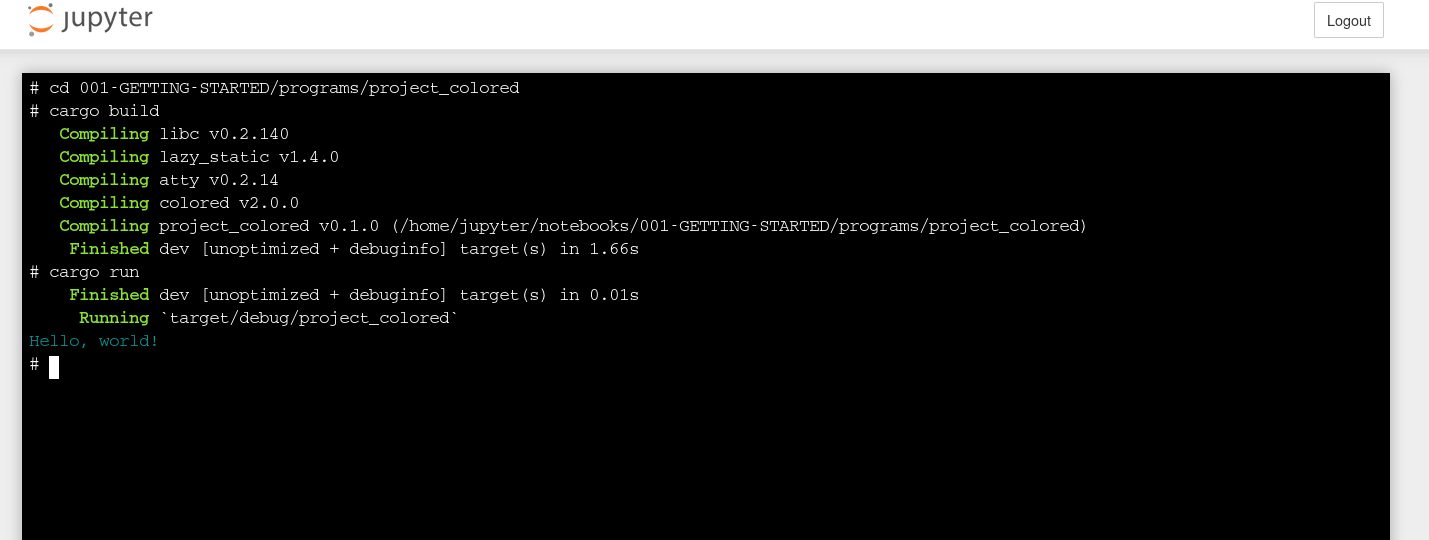 jupyter
Logout
# cd 001-GETTING-STARTED/programs/project_colored
# cargo build
   Compiling libc v0.2.140
   Compiling lazy_static v1.4.0
   Compiling atty v0.2.14
   Compiling colored v2.0.0
   Compiling project_colored v0.1.0 (/home/jupyter/notebooks/001-GETTING-STARTED/programs/project_colored)
    Finished dev [unoptimized + debuginfo] target(s) in 1.66s
# cargo run
    Finished dev [unoptimized + debuginfo] target(s) in 0.01s
     Running `target/debug/project_colored`
Hello, world!
#